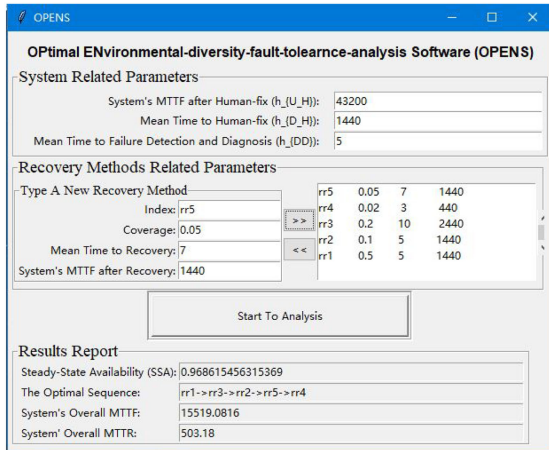 OPENS
OPtimal ENvironmental-diversity-fault-tolearnce-analysis Software (OPENS)
System Related Parameters
System's MTTF after Human-fix (h_{U_H}): 43200
Mean Time to Human-fix (h_{D_H}): 1440
Mean Time to Failure Detection and Diagnosis (h_{DD}): 5
Recovery Methods Related Parameters
Type A New Recovery Method
Index: rr5
Coverage: 0.05
Mean Time to Recovery: 7
System's MTTF after Recovery: 1440
>>
<<
rr5 0.05 7 1440
rr4 0.02 3 440
rr3 0.2 10 2440
rr2 0.1 5 1440
rr1 0.5 5 1440
Start To Analysis
Results Report
Steady-State Availability (SSA): 0.968615456315369
The Optimal Sequence: rr1->rr3->rr2->rr5->rr4
System's Overall MTTF: 15519.0816
System' Overall MTTR: 503.18